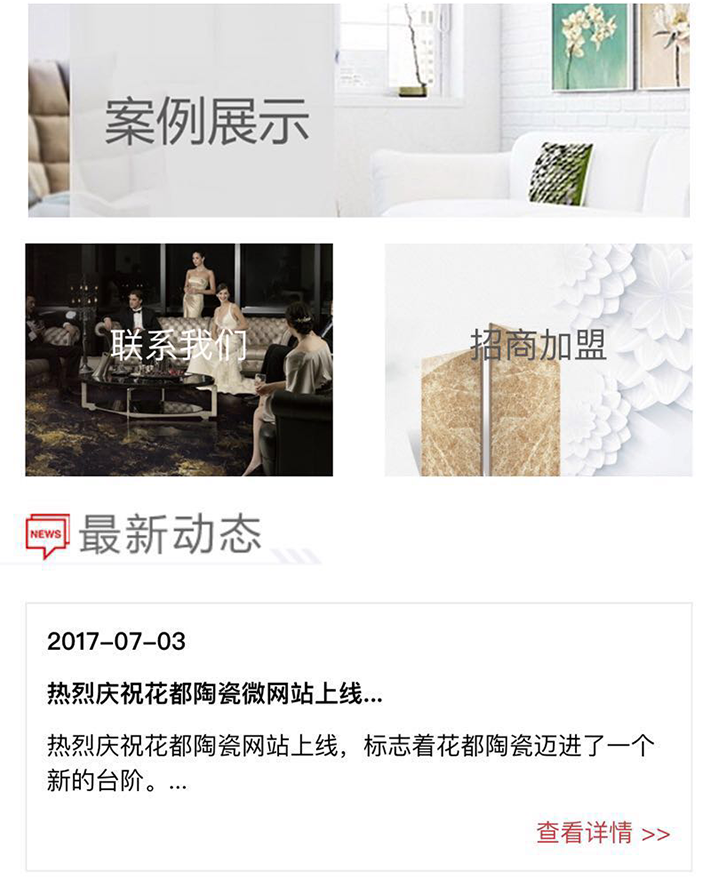 案例展示
联系我们
招商加盟
NEWS 最新动态
2017-07-03
热烈庆祝花都陶瓷微网站上线...
热烈庆祝花都陶瓷网站上线，标志着花都陶瓷迈进了一个
新的台阶。...
查看详情 >>